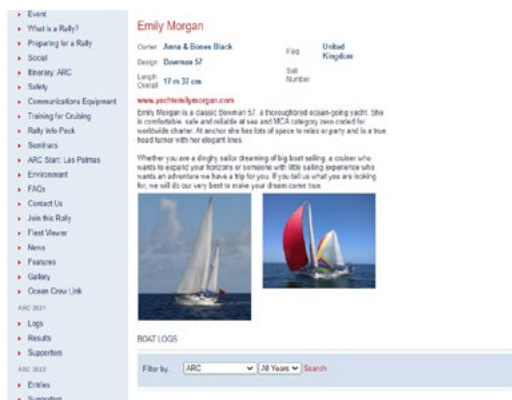 Event
What is a Rally?
Preparing for a Rally
Social
Itinerary: ARC
Safety
Communications Equipment
Training for Cruising
Rally Info Pack
Seminars
ARC Start: Las Palmas
Environment
FAQs
Contact Us
Join this Rally
Fleet Viewer
News
Features
Gallery
Ocean Crew Link
ARC 2021
Logs
Results
Supporters
ARC 2022
Entries
Supporters
Emily Morgan
Owner Anna & Bones Black
Flag United Kingdom
Design Bowman 57
Length Overall 17 m 37 cm
Sail Number
www.yachtemilymorgan.com
Emily Morgan is a classic Bowman 57, a thoroughbred ocean-going yacht. She
is comfortable, safe and reliable at sea and MCA category zero coded for
worldwide charter. At anchor she has lots of space to relax or party and is a true
head turner with her elegant lines.
Whether you are a dinghy sailor dreaming of big boat sailing, a cruiser who
wants to expand your horizons or someone with little sailing experience who
wants an adventure we have a trip for you. If you tell us what you are looking
for, we will do our very best to make your dream come true.
BOAT LOGS
Filter by: ARC All Years Search